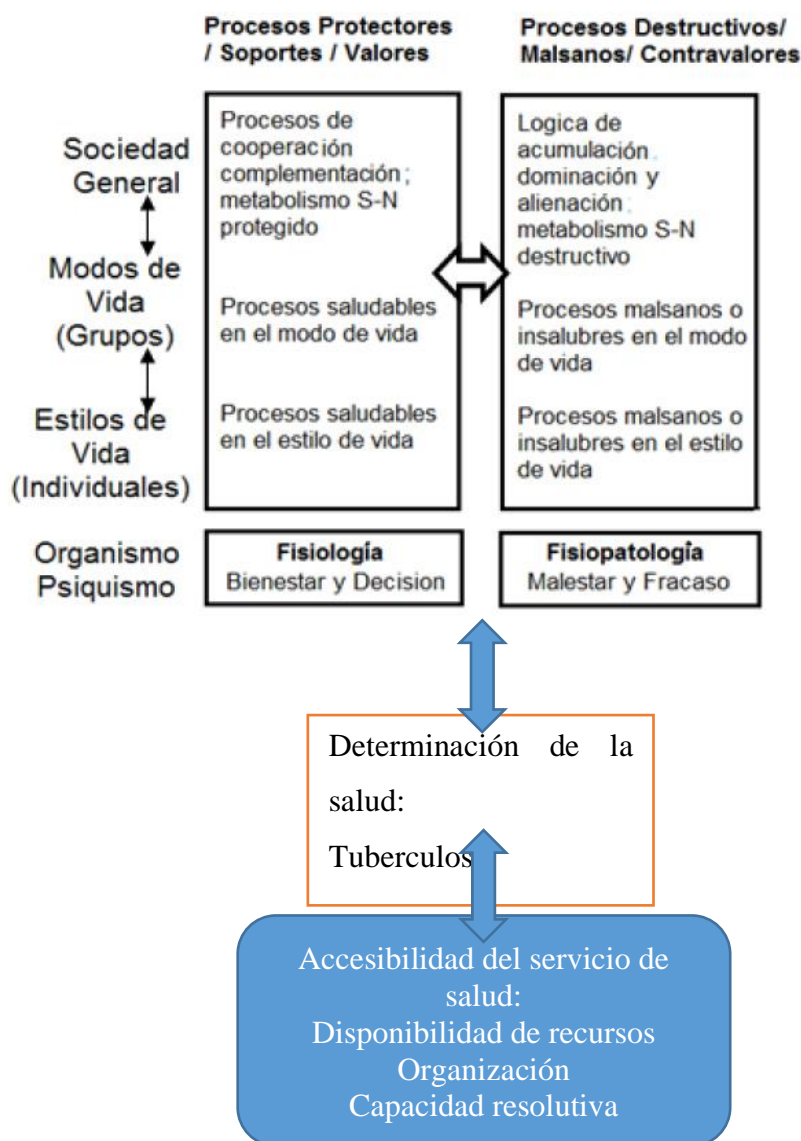 Procesos Protectores
/ Soportes / Valores
Procesos Destructivos/
Malsanos/ Contravalores
Sociedad
General
Modos de
Vida
(Grupos)
Estilos de
Vida
(Individuales)
Procesos de
cooperación
complementación;
metabolismo S-N
protegido
Procesos saludables
en el modo de vida
Procesos saludables
en el estilo de vida
Logica de
acumulación.
dominación y
alienación:
metabolismo S-N
destructivo
Procesos malsanos o
insalubres en el modo
de vida
Procesos malsanos o
insalubres en el estilo
de vida
Organismo
Psiquismo
Fisiología
Bienestar y Decision
Fisiopatología
Malestar y Fracaso
Determinación de la
salud:
Tuberculos
Accesibilidad del servicio de
salud:
Disponibilidad de recursos
Organización
Capacidad resolutiva